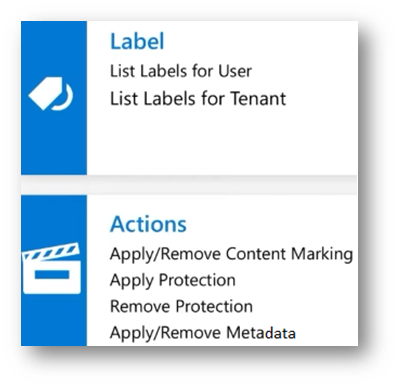 Label
List Labels for User
List Labels for Tenant
Actions
Apply/Remove Content Marking
Apply Protection
Remove Protection
Apply/Remove Metadata